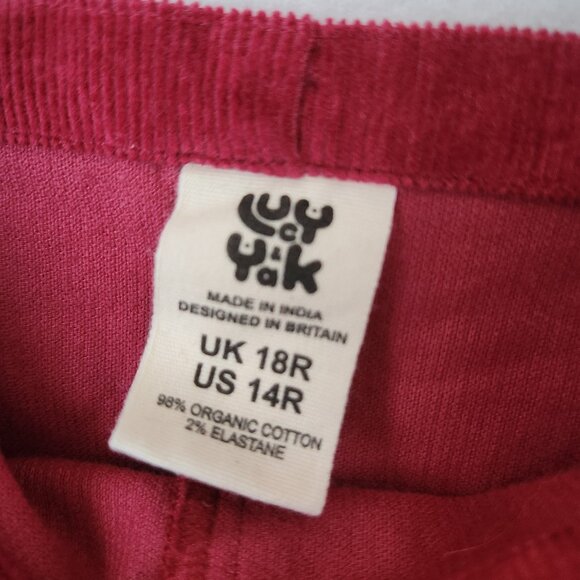 Lucy
&
Yak
MADE IN INDIA
DESIGNED IN BRITAIN
UK 18R
US 14R
98% ORGANIC COTTON
2% ELASTANE